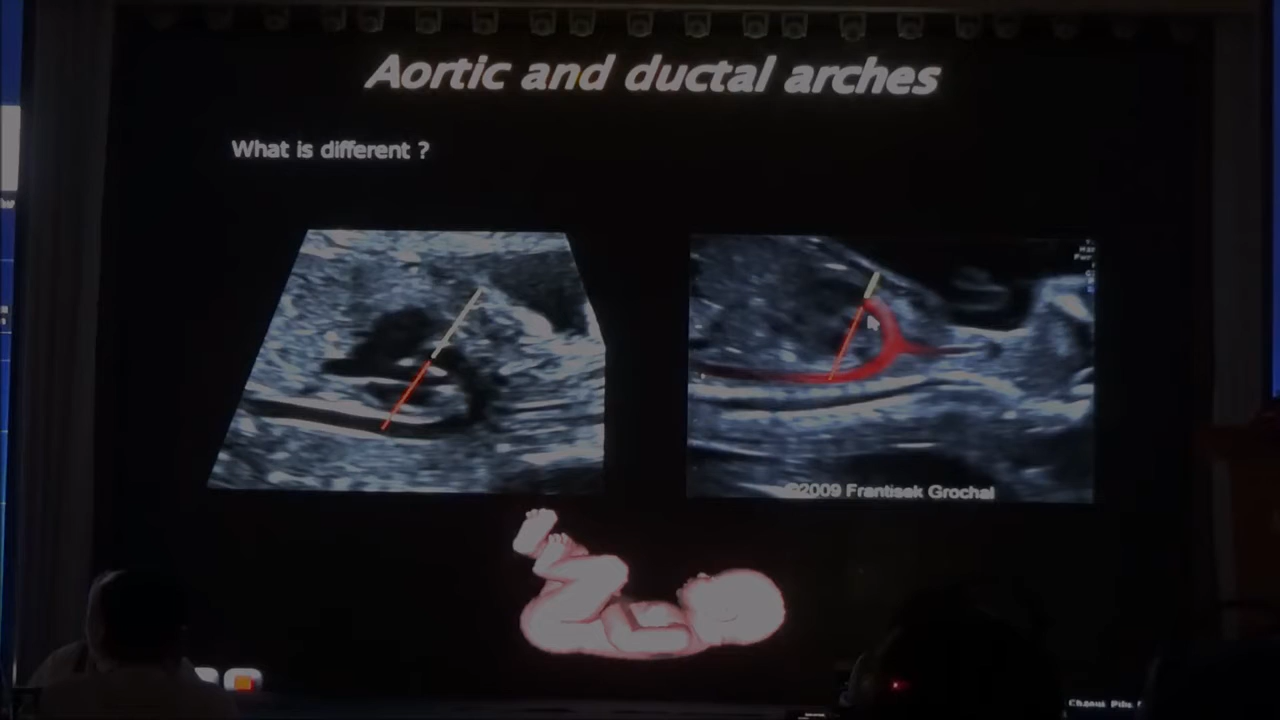 Aortic and ductal arches
What is different ?
©2009 Frantisek Grochal